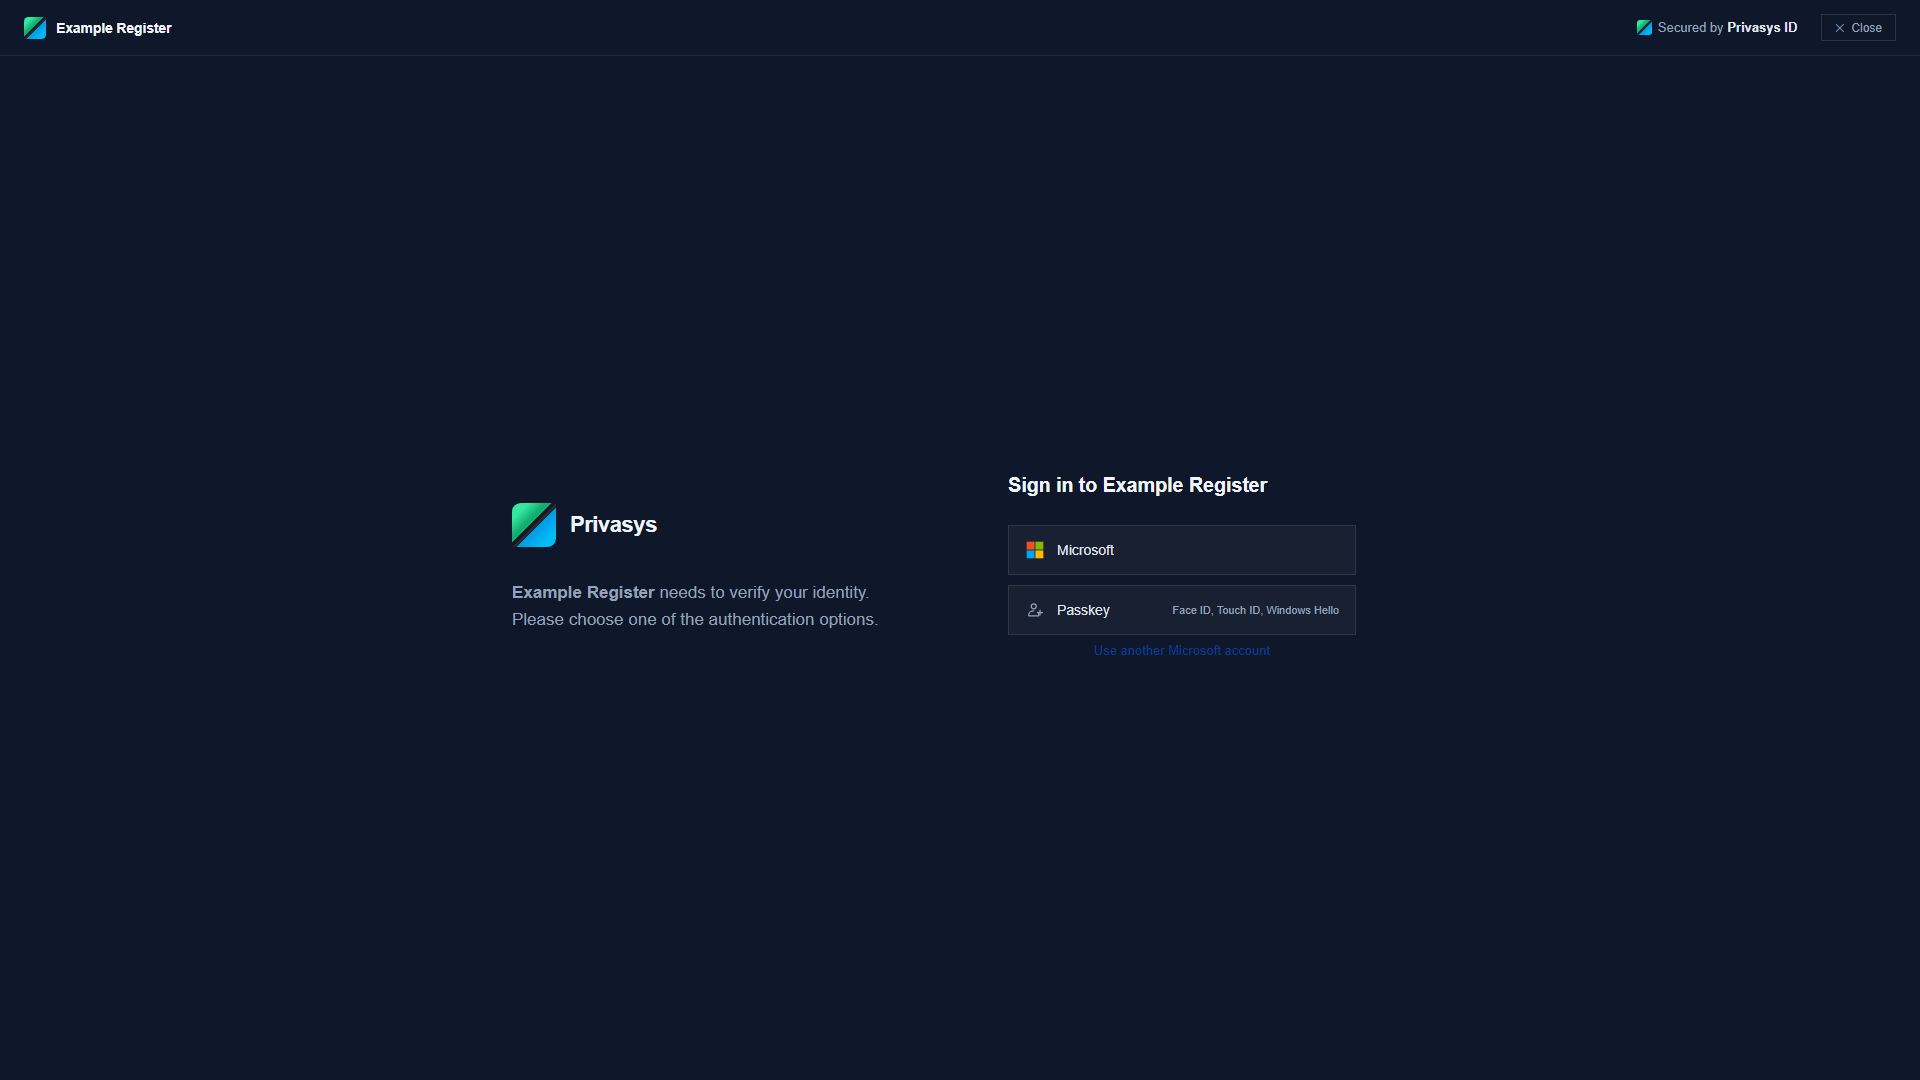 Example Register
Secured by Privasys ID
Close
Privasys
Example Register needs to verify your identity.
Please choose one of the authentication options.
Sign in to Example Register
Microsoft
Passkey
Face ID, Touch ID, Windows Hello
Use another Microsoft account